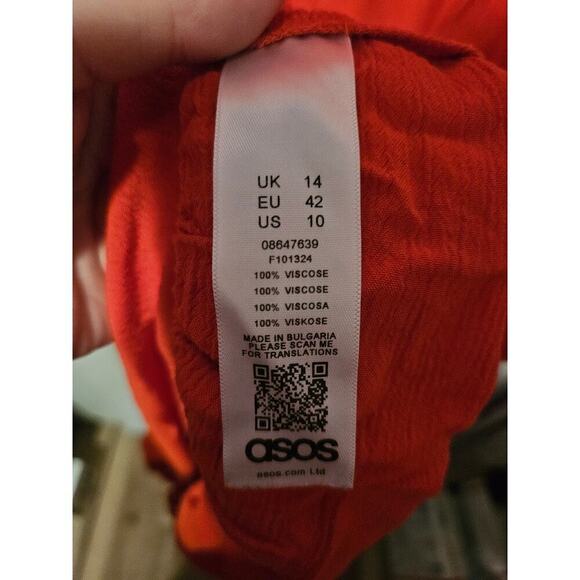 UK 14
EU 42
US 10
08647639
F101324
100% VISCOSE
100% VISCOSE
100% VISCOSA
100% VISKOSE
MADE IN BULGARIA
PLEASE SCAN ME
FOR TRANSLATIONS
asos
asos.com Ltd